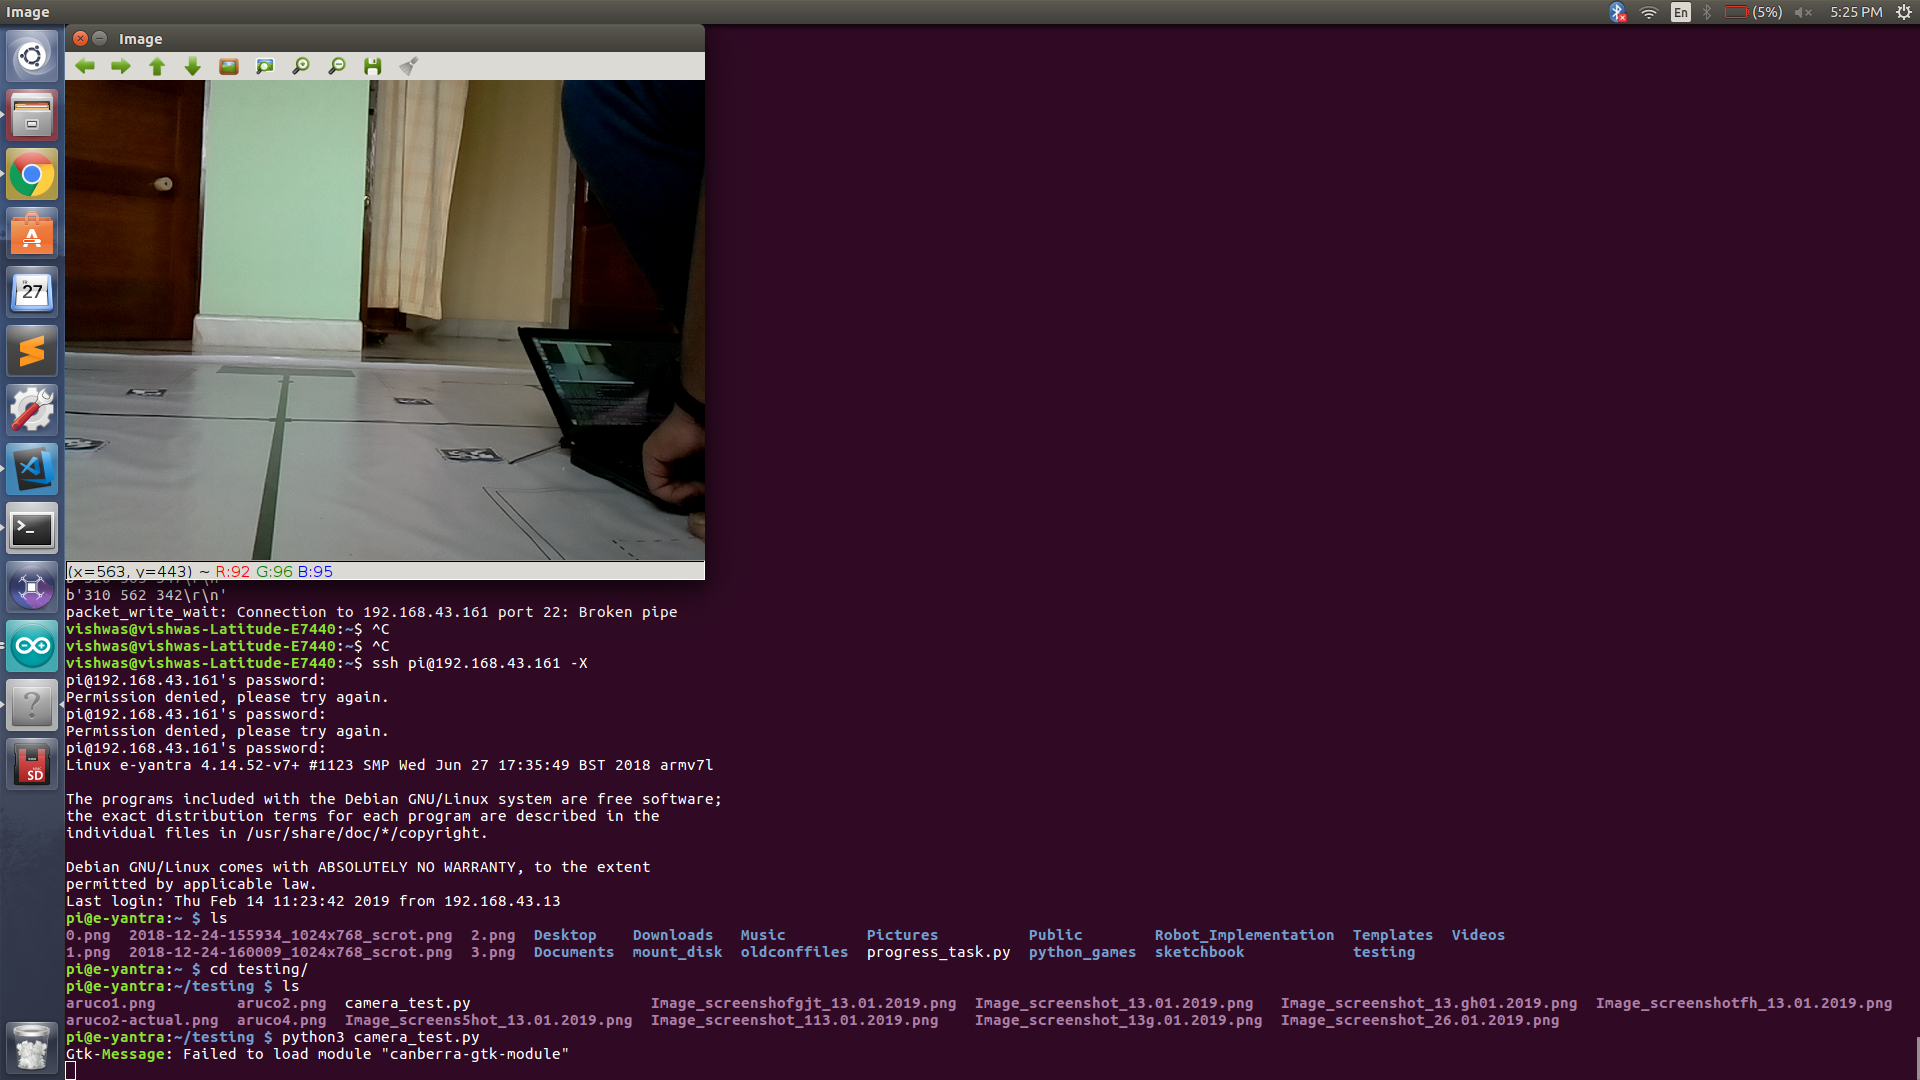 Image
En
(5%)
5:25 PM
Image
27
SD
(x=563, y=443) ~ R:92 G:96 B:95
b'310 562 342\r\n'
packet_write_wait: Connection to 192.168.43.161 port 22: Broken pipe
vishwas@vishwas-Latitude-E7440:~$ ^C
vishwas@vishwas-Latitude-E7440:~$ ^C
vishwas@vishwas-Latitude-E7440:~$ ssh pi@192.168.43.161 -X
pi@192.168.43.161's password:
Permission denied, please try again.
pi@192.168.43.161's password:
Permission denied, please try again.
pi@192.168.43.161's password:
Linux e-yantra 4.14.52-v7+ #1123 SMP Wed Jun 27 17:35:49 BST 2018 armv7l
The programs included with the Debian GNU/Linux system are free software;
the exact distribution terms for each program are described in the
individual files in /usr/share/doc/*/copyright.
Debian GNU/Linux comes with ABSOLUTELY NO WARRANTY, to the extent
permitted by applicable law.
Last login: Thu Feb 14 11:23:42 2019 from 192.168.43.13
pi@e-yantra:~ $ ls
0.png 2018-12-24-155934_1024x768_scrot.png 2.png Desktop Downloads Music Pictures Public Robot_Implementation Templates Videos
1.png 2018-12-24-160009_1024x768_scrot.png 3.png Documents mount_disk oldconffiles progress_task.py python_games sketchbook testing
pi@e-yantra:~ $ cd testing/
pi@e-yantra:~/testing $ ls
aruco1.png aruco2.png camera_test.py Image_screenshofgjt_13.01.2019.png Image_screenshot_13.01.2019.png Image_screenshot_13.gh01.2019.png Image_screenshotfh_13.01.2019.png
aruco2-actual.png aruco4.png Image_screens5hot_13.01.2019.png Image_screenshot_113.01.2019.png Image_screenshot_13g.01.2019.png Image_screenshot_26.01.2019.png
pi@e-yantra:~/testing $ python3 camera_test.py
Gtk-Message: Failed to load module "canberra-gtk-module"